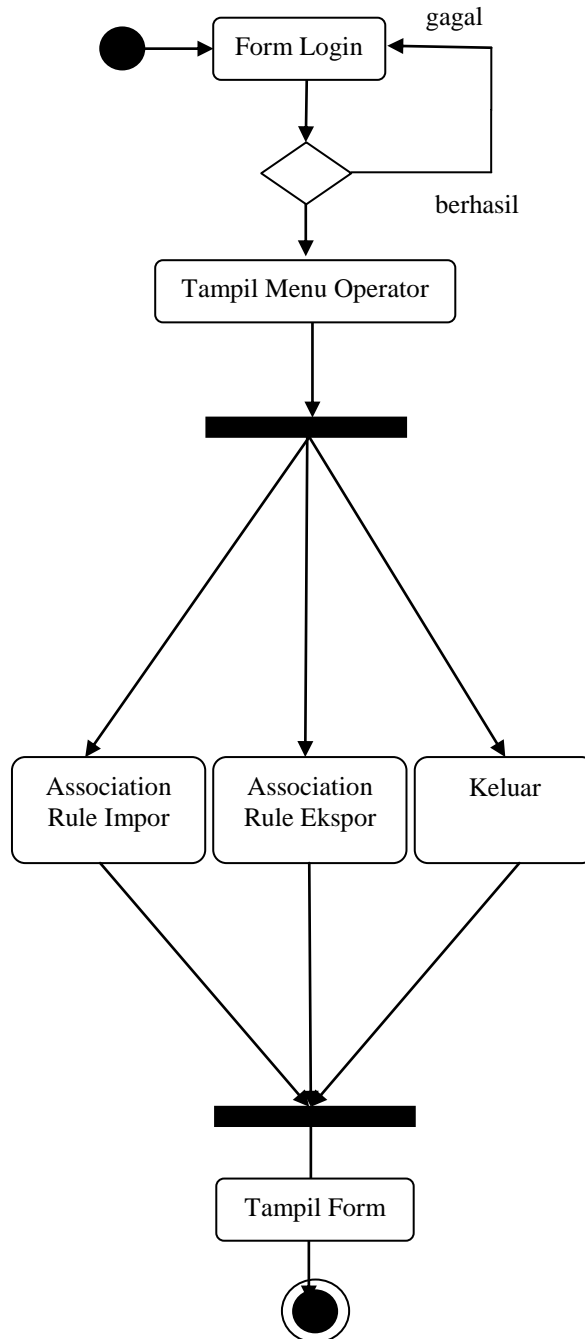 gagal
Form Login
berhasil
Tampil Menu Operator
Association
Rule Impor
Association
Rule Ekspor
Keluar
Tampil Form